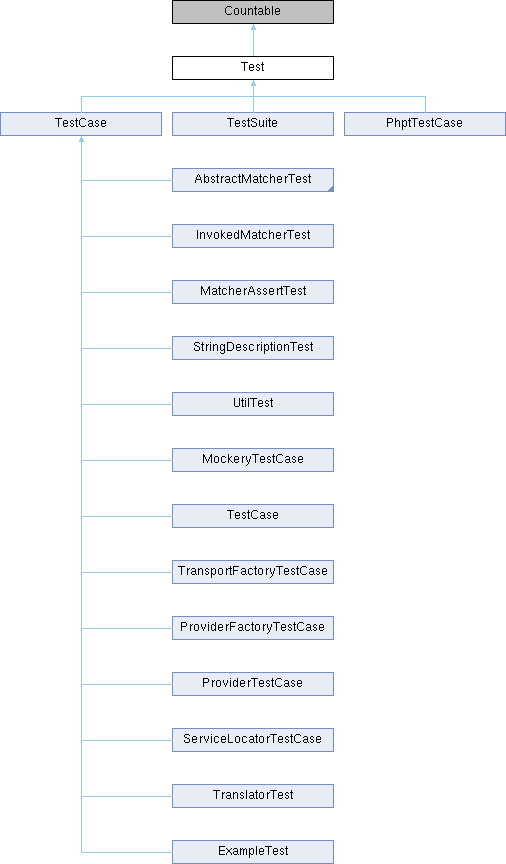 Countable
Test
TestCase
TestSuite
PhptTestCase
AbstractMatcherTest
InvokedMatcherTest
MatcherAssertTest
StringDescriptionTest
UtilTest
MockeryTestCase
TestCase
TransportFactoryTestCase
ProviderFactoryTestCase
ProviderTestCase
ServiceLocatorTestCase
TranslatorTest
ExampleTest